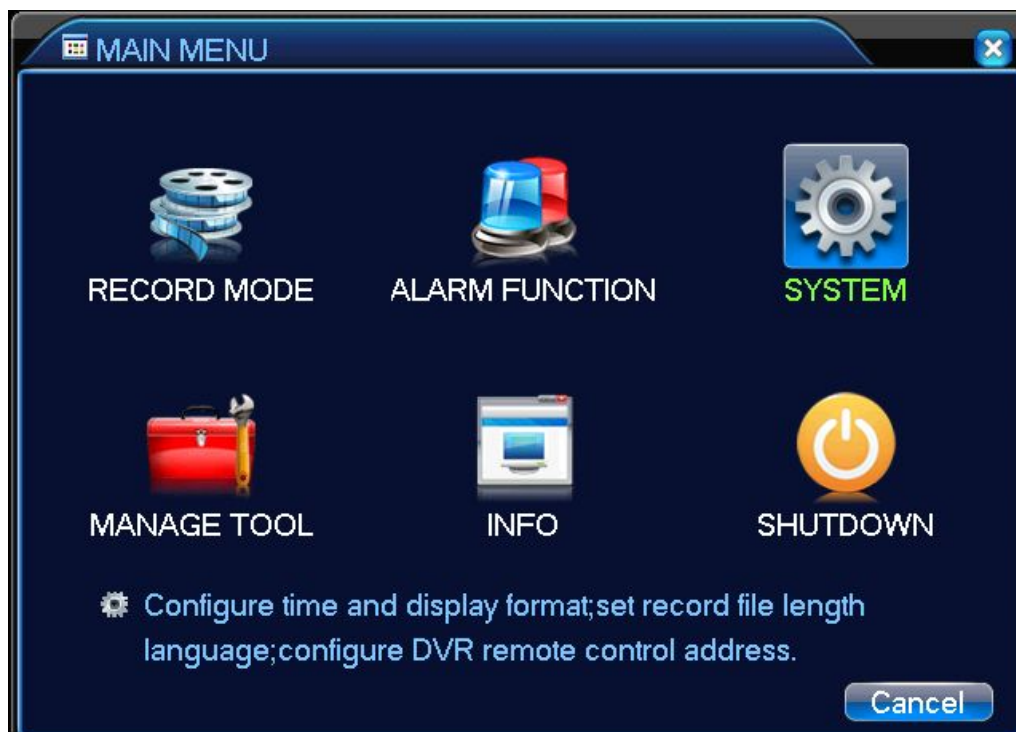 MAIN MENU
RECORD MODE
ALARM FUNCTION
SYSTEM
MANAGE TOOL
INFO
SHUTDOWN
Configure time and display format;set record file length
language;configure DVR remote control address.
Cancel